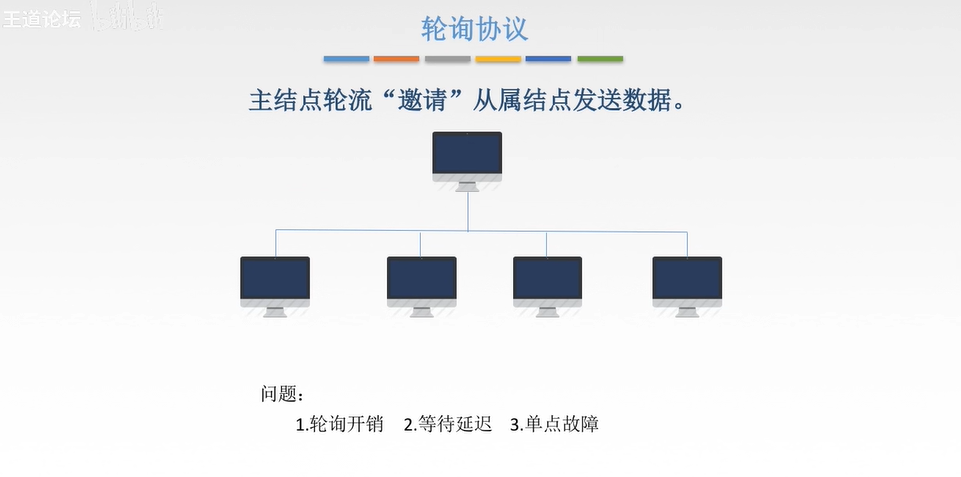 王道论坛
轮询协议
主结点轮流“邀请”从属结点发送数据。
问题：
1.轮询开销 2.等待延迟 3.单点故障